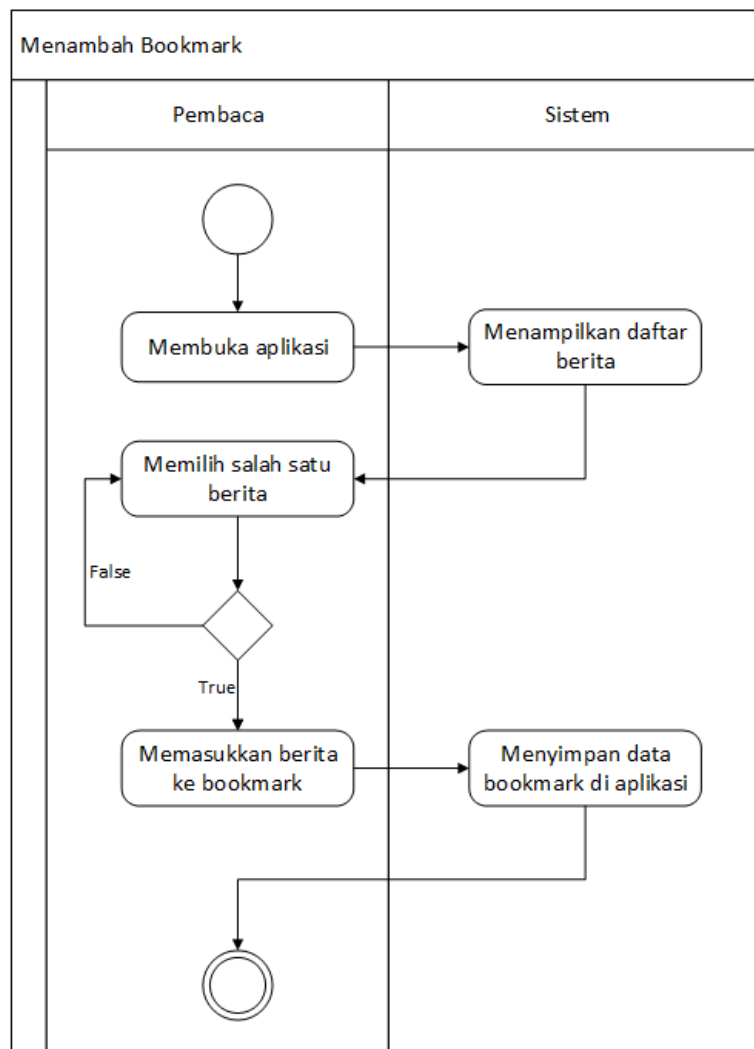 Menambah Bookmark
Pembaca
Sistem
Membuka aplikasi
Menampilkan daftar
berita
Memilih salah satu
berita
False
True
Memasukkan berita
ke bookmark
Menyimpan data
bookmark di aplikasi